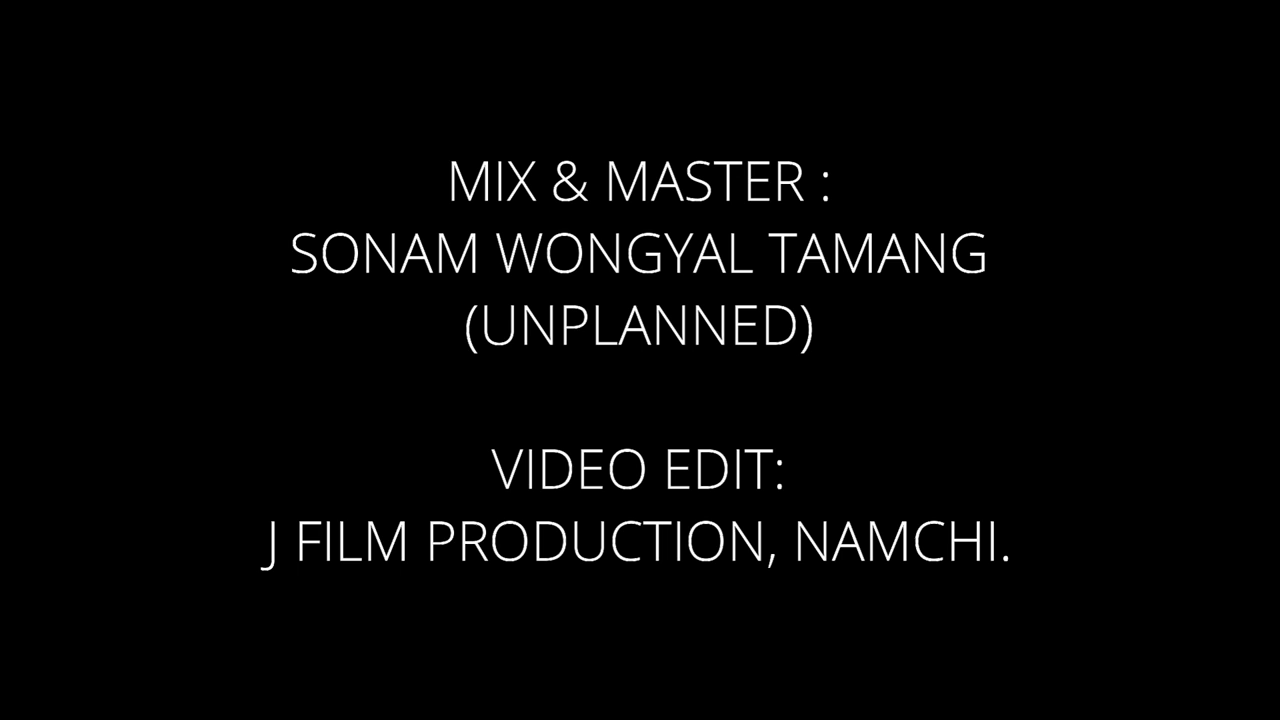 MIX & MASTER :
SONAM WONGYAL TAMANG
(UNPLANNED)
VIDEO EDIT:
J FILM PRODUCTION, NAMCHI.